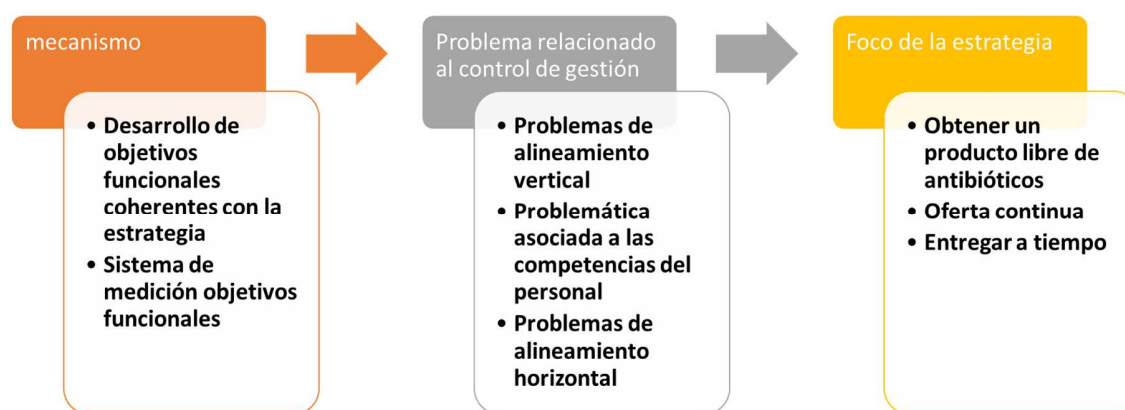 mecanismo
• Desarrollo de
objetivos
funcionales
coherentes con la
estrategia
• Sistema de
medición objetivos
funcionales
Problema relacionado
al control de gestión
• Problemas de
alineamiento
vertical
• Problemática
asociada a las
competencias del
personal
• Problemas de
alineamiento
horizontal
Foco de la estrategia
• Obtener un
producto libre de
antibióticos
• Oferta continua
• Entregar a tiempo